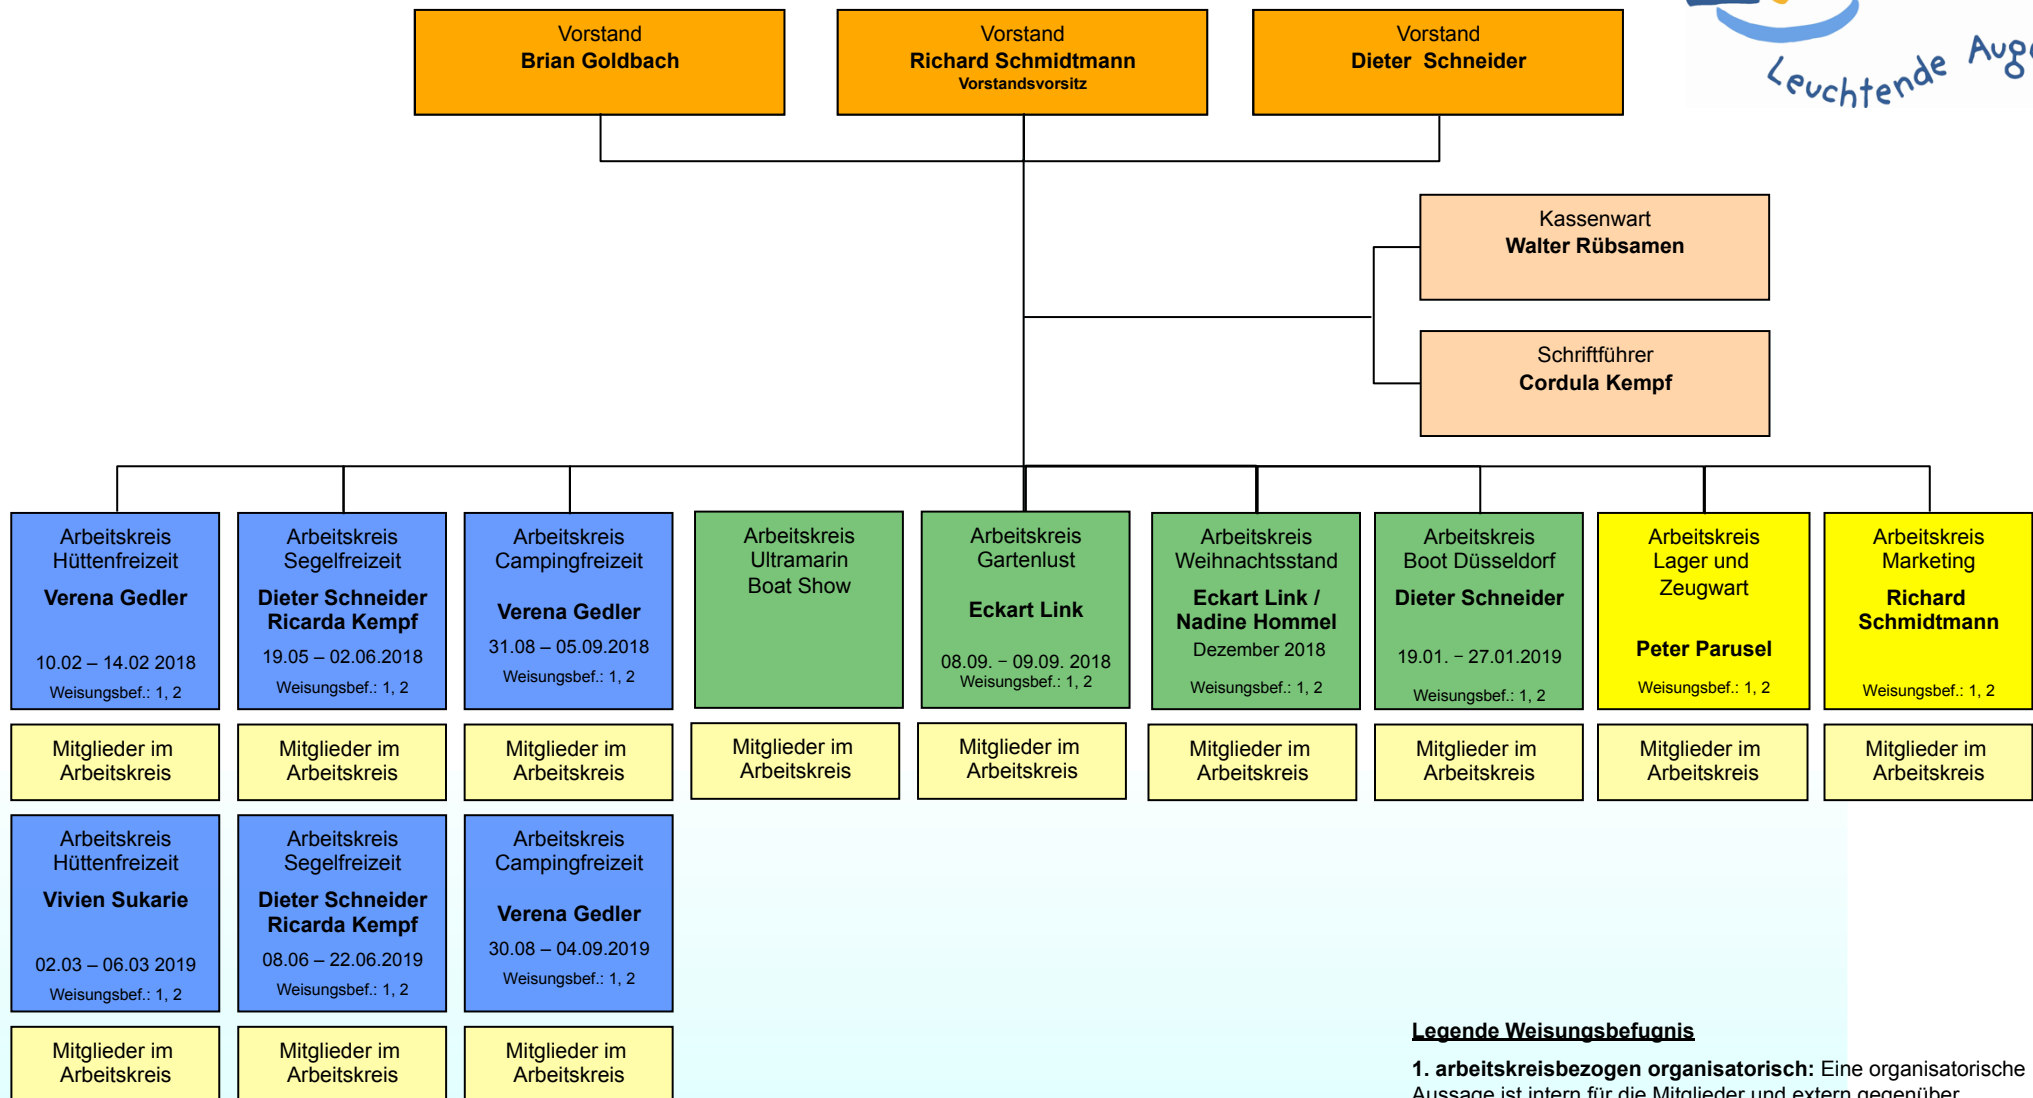 Vorstand
Brian Goldbach
Vorstand
Richard Schmidtmann
Vorstandsvorsitz
Vorstand
Dieter Schneider
Leuchtende
Kassenwart
Walter Rübsamen
Schriftführer
Cordula Kempf
Arbeitskreis
Hüttenfreizeit
Verena Gedler
10.02 – 14.02 2018
Weisungsbef.: 1, 2
Arbeitskreis
Segelfreizeit
Dieter Schneider
Ricarda Kempf
19.05 – 02.06.2018
Weisungsbef.: 1, 2
Arbeitskreis
Campingfreizeit
Verena Gedler
31.08 – 05.09.2018
Weisungsbef.: 1, 2
Arbeitskreis
Ultramarin
Boat Show
Arbeitskreis
Gartenlust
Eckart Link
08.09. – 09.09. 2018
Weisungsbef.: 1, 2
Arbeitskreis
Weihnachtsstand
Eckart Link /
Nadine Hommel
Dezember 2018
Weisungsbef.: 1, 2
Arbeitskreis
Boot Düsseldorf
Dieter Schneider
19.01. – 27.01.2019
Weisungsbef.: 1, 2
Arbeitskreis
Lager und
Zeugwart
Peter Parusel
Weisungsbef.: 1, 2
Arbeitskreis
Marketing
Richard
Schmidtmann
Weisungsbef.: 1, 2
Mitglieder im
Arbeitskreis
Mitglieder im
Arbeitskreis
Mitglieder im
Arbeitskreis
Mitglieder im
Arbeitskreis
Mitglieder im
Arbeitskreis
Mitglieder im
Arbeitskreis
Mitglieder im
Arbeitskreis
Mitglieder im
Arbeitskreis
Mitglieder im
Arbeitskreis
Arbeitskreis
Hüttenfreizeit
Vivien Sukarie
02.03 – 06.03 2019
Weisungsbef.: 1, 2
Arbeitskreis
Segelfreizeit
Dieter Schneider
Ricarda Kempf
08.06 – 22.06.2019
Weisungsbef.: 1, 2
Arbeitskreis
Campingfreizeit
Verena Gedler
30.08 – 04.09.2019
Weisungsbef.: 1, 2
Mitglieder im
Arbeitskreis
Mitglieder im
Arbeitskreis
Mitglieder im
Arbeitskreis
Legende Weisungsbefugnis
1. arbeitskreisbezogen organisatorisch: Eine organisatorische
Aussage ist intern für die Mitglieder und extern gegenüber